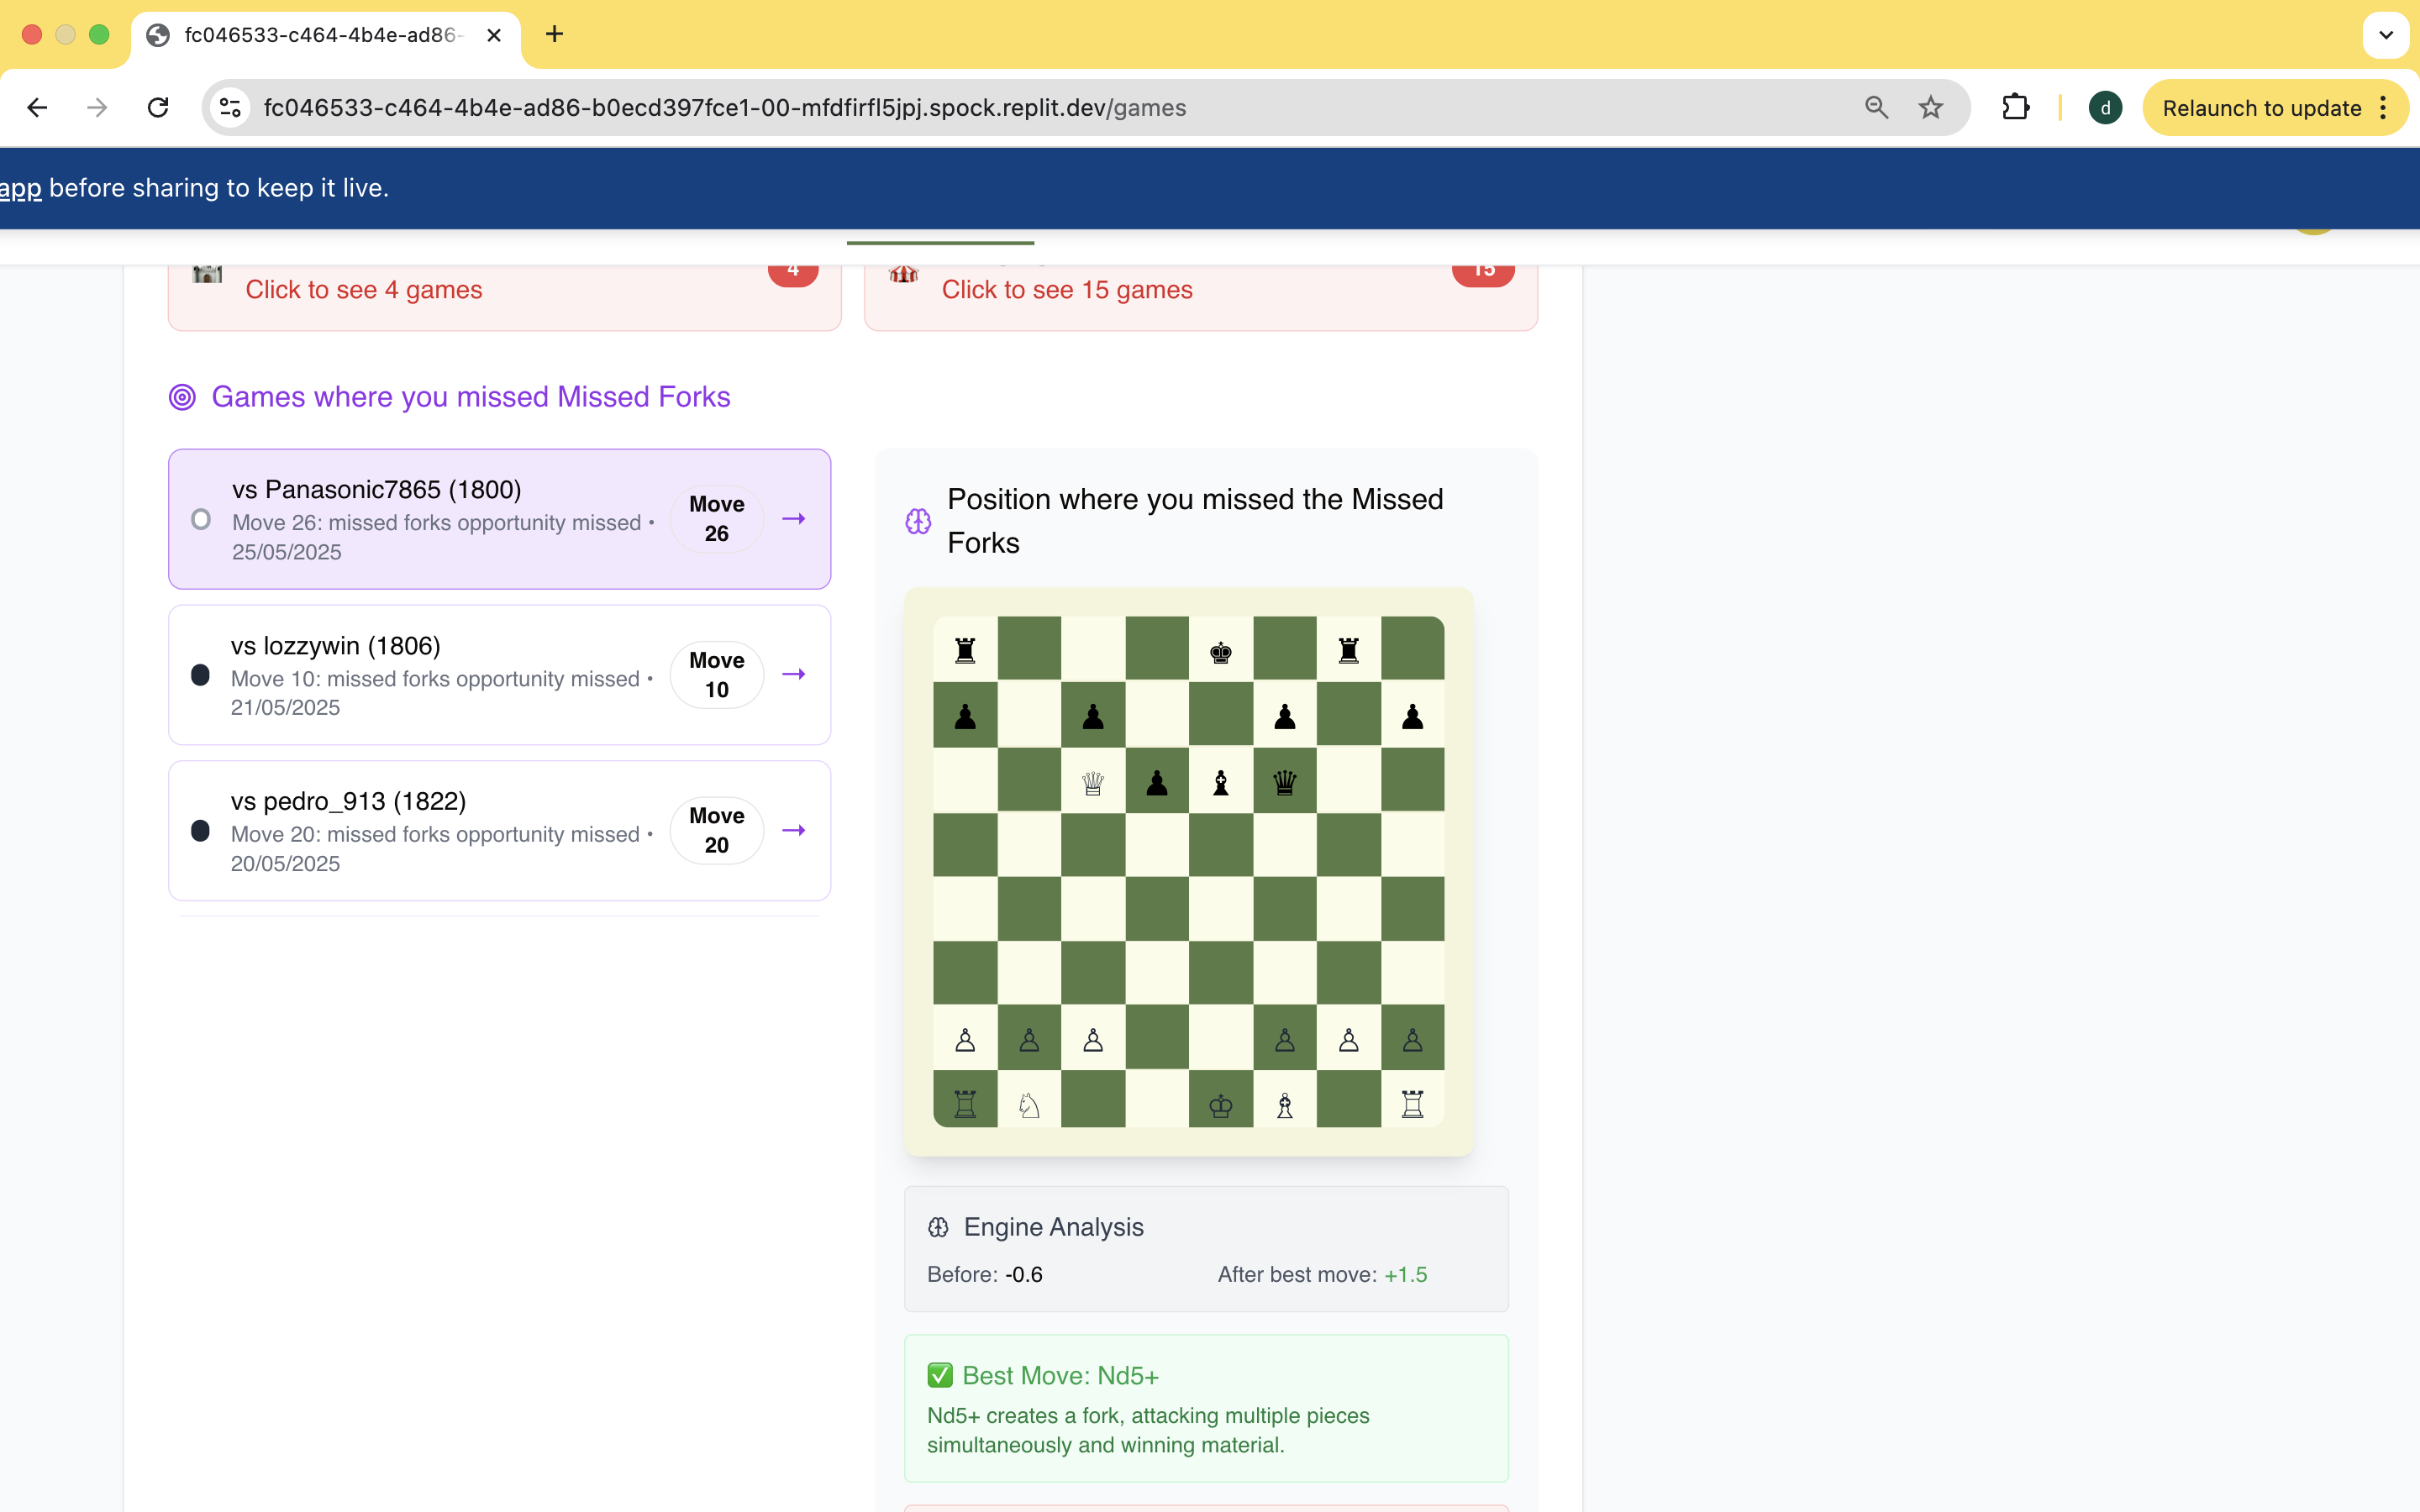 fc046533-c464-4b4e-ad86-
fc046533-c464-4b4e-ad86-b0ecd397fce1-00-mfdfirfl5jpj.spock.replit.dev/games
d
Relaunch to update
app before sharing to keep it live.
4
Click to see 4 games
15
Click to see 15 games
Games where you missed Missed Forks
vs Panasonic7865 (1800)
Move 26: missed forks opportunity missed •
25/05/2025
Move
26
vs lozzywin (1806)
Move 10: missed forks opportunity missed •
21/05/2025
Move
10
vs pedro_913 (1822)
Move 20: missed forks opportunity missed •
20/05/2025
Move
20
Position where you missed the Missed
Forks
Engine Analysis
Before: -0.6
After best move: +1.5
Best Move: Nd5+
Nd5+ creates a fork, attacking multiple pieces
simultaneously and winning material.